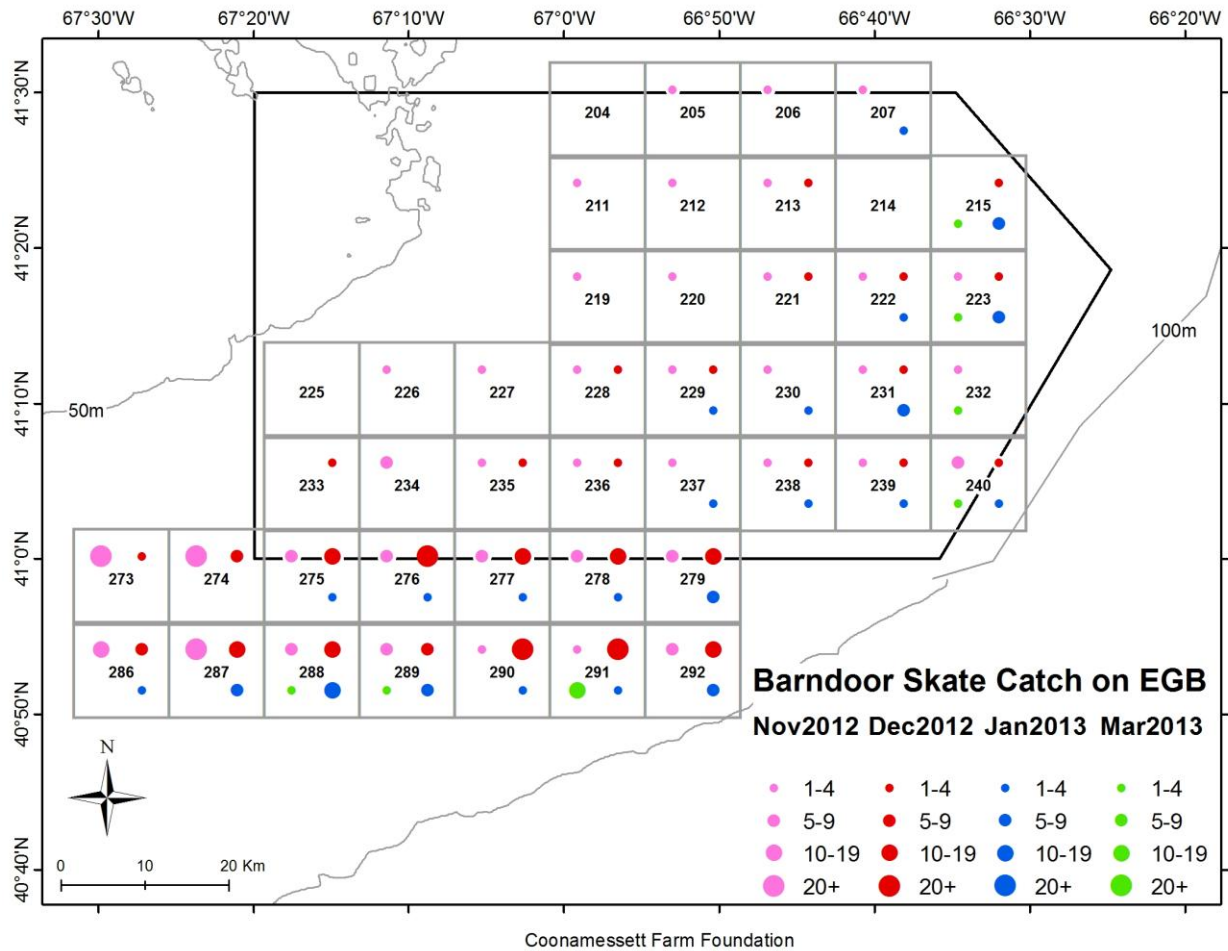 67°30'W 67°20'W 67°10'W 67°0'W 66°50'W 66°40'W 66°30'W 66°20'W
41°30'N
204 205 206 207
211 212 213 214 215
41°20'N
219 220 221 222 223
100m
41°10'N
225 226 227 228 229 230 231 232
50m
233 234 235 236 237 238 239 240
41°0'N
273 274 275 276 277 278 279
286 287 288 289 290 291 292
40°50'N
Barndoor Skate Catch on EGB
Nov2012 Dec2012 Jan2013 Mar2013
N
1-4 1-4 1-4 1-4
5-9 5-9 5-9 5-9
10-19 10-19 10-19 10-19
20+ 20+ 20+ 20+
0 10 20 Km
40°40'N
Coonamessett Farm Foundation